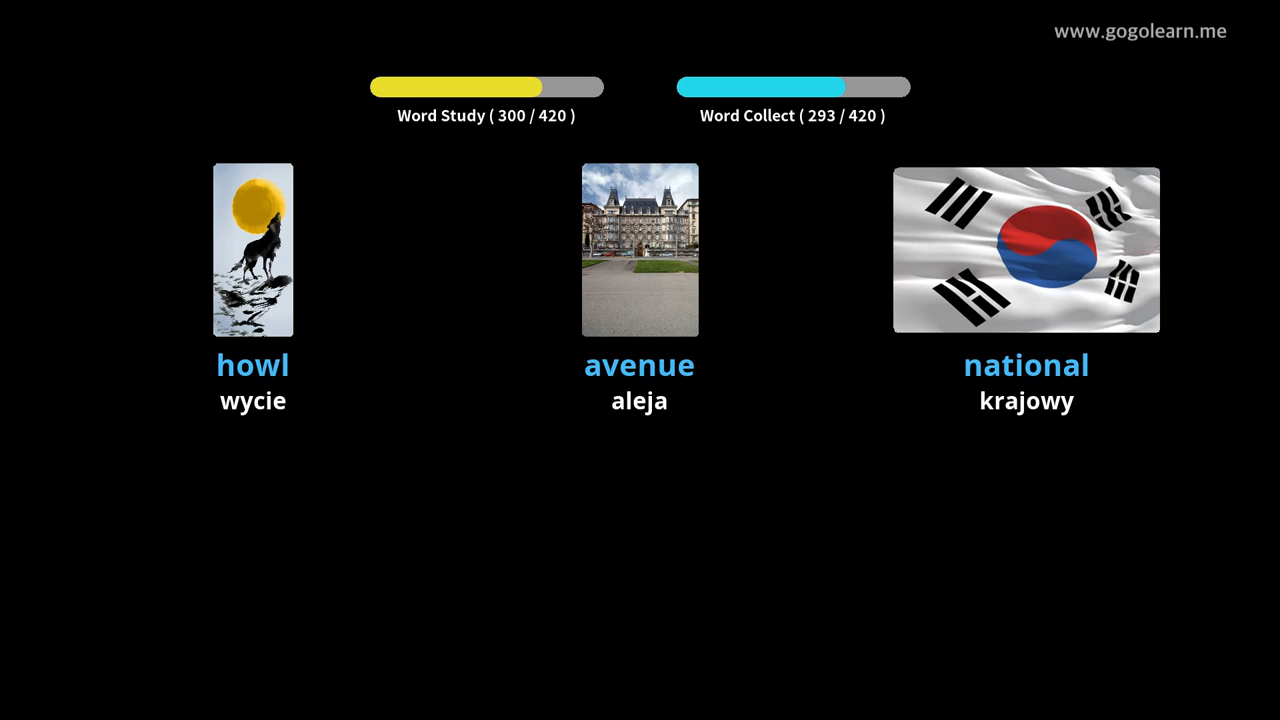 www.gogolearn.me
Word Study ( 300 / 420 )
Word Collect ( 293 / 420 )
howl
wycie
avenue
aleja
national
krajowy